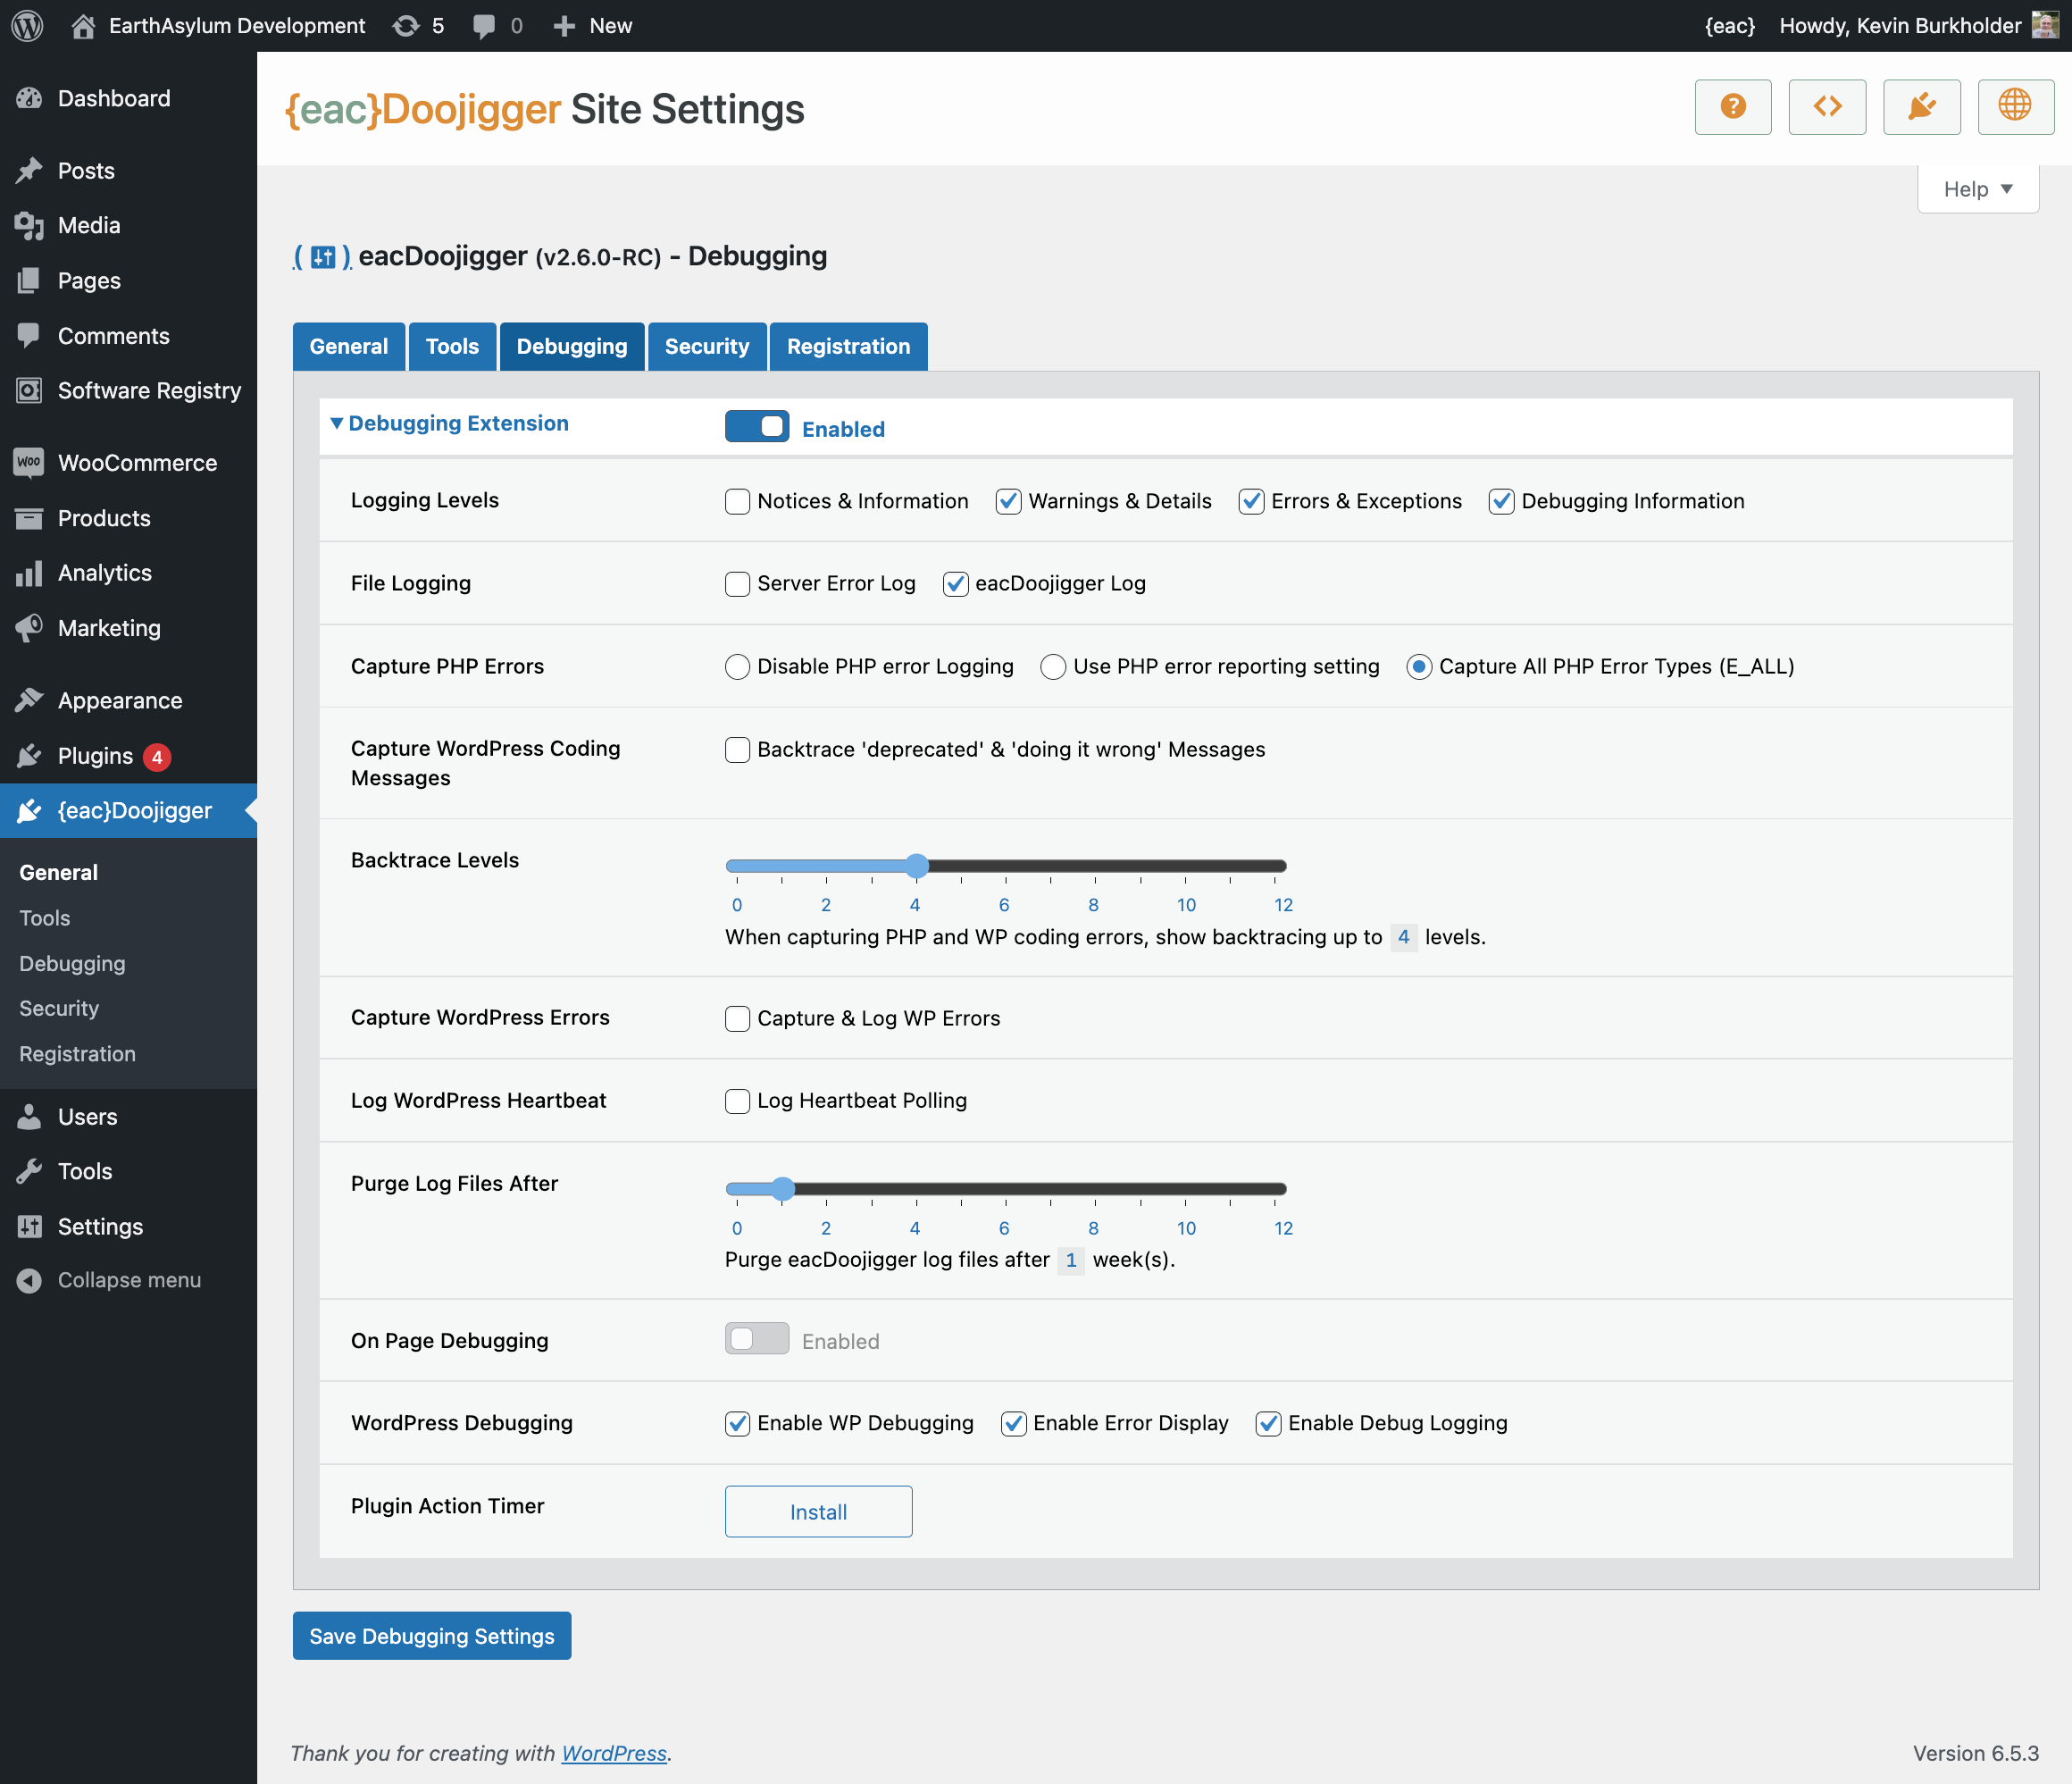 EarthAsylum Development 5 0 New {eac} Howdy, Kevin Burkholder
Dashboard
Posts
Media
Pages
Comments
Software Registry
Woo WooCommerce
Products
Analytics
Marketing
Appearance
Plugins 4
{eac}Doojigger
General
Tools
Debugging
Security
Registration
Users
Tools
Settings
Collapse menu
{eac}Doojigger Site Settings
?
Help ▼
( ) eacDoojigger (v2.6.0-RC) - Debugging
General Tools Debugging Security Registration
▼ Debugging Extension Enabled
Logging Levels Notices & Information Warnings & Details Errors & Exceptions Debugging Information
File Logging Server Error Log eacDoojigger Log
Capture PHP Errors Disable PHP error Logging Use PHP error reporting setting Capture All PHP Error Types (E_ALL)
Capture WordPress Coding Backtrace 'deprecated' & 'doing it wrong' Messages
Messages
Backtrace Levels
0 2 4 6 8 10 12
When capturing PHP and WP coding errors, show backtracing up to 4 levels.
Capture WordPress Errors Capture & Log WP Errors
Log WordPress Heartbeat Log Heartbeat Polling
Purge Log Files After
0 2 4 6 8 10 12
Purge eacDoojigger log files after 1 week(s).
On Page Debugging Enabled
WordPress Debugging Enable WP Debugging Enable Error Display Enable Debug Logging
Plugin Action Timer Install
Save Debugging Settings
Thank you for creating with WordPress. Version 6.5.3